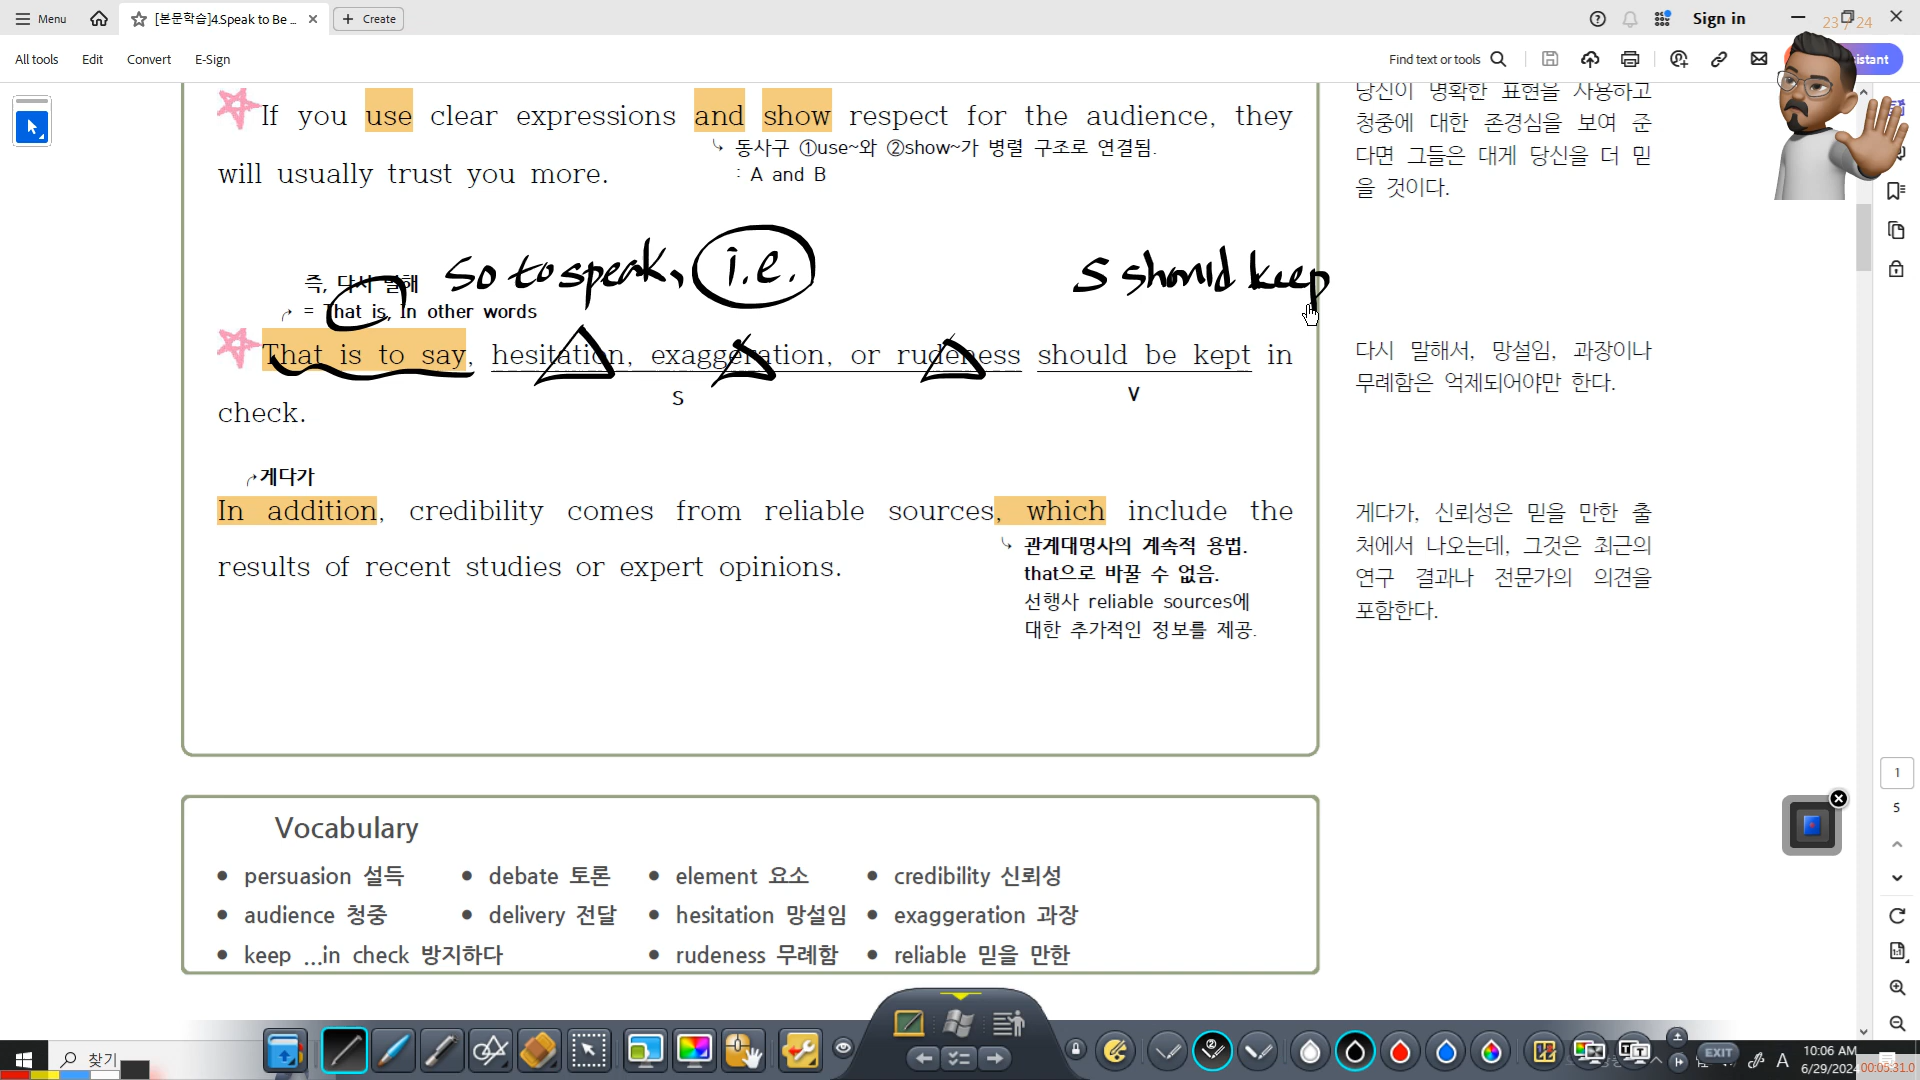 Menu
[본문학습]4.Speak to Be ...
Create
Sign in
23 / 24
All tools Edit Convert E-Sign
Find text or tools
istant
If you use clear expressions and show respect for the audience, they
동사구 ①use~와 ②show~가 병렬 구조로 연결됨.
: A and B
will usually trust you more.
당신이 명확한 표현을 사용하고
청중에 대한 존경심을 보여 준
다면 그들은 대게 당신을 더 믿
을 것이다.
So to speak, i.e.
S should keep
즉, 다시 말해
= That is, In other words
That is to say, hesitation, exaggeration, or rudeness should be kept in
S
V
check.
다시 말해서, 망설임, 과장이나
무례함은 억제되어야만 한다.
게다가
In addition, credibility comes from reliable sources, which include the
관계대명사의 계속적 용법.
that으로 바꿀 수 없음.
선행사 reliable sources에
대한 추가적인 정보를 제공.
results of recent studies or expert opinions.
게다가, 신뢰성은 믿을 만한 출
처에서 나오는데, 그것은 최근의
연구 결과나 전문가의 의견을
포함한다.
Vocabulary
• persuasion 설득 • debate 토론 • element 요소 • credibility 신뢰성
• audience 청중 • delivery 전달 • hesitation 망설임 • exaggeration 과장
• keep ...in check 방지하다 • rudeness 무례함 • reliable 믿을 만한
1
5
찾기
EXIT
A
10:06 AM
6/29/2024
00:05:31.0